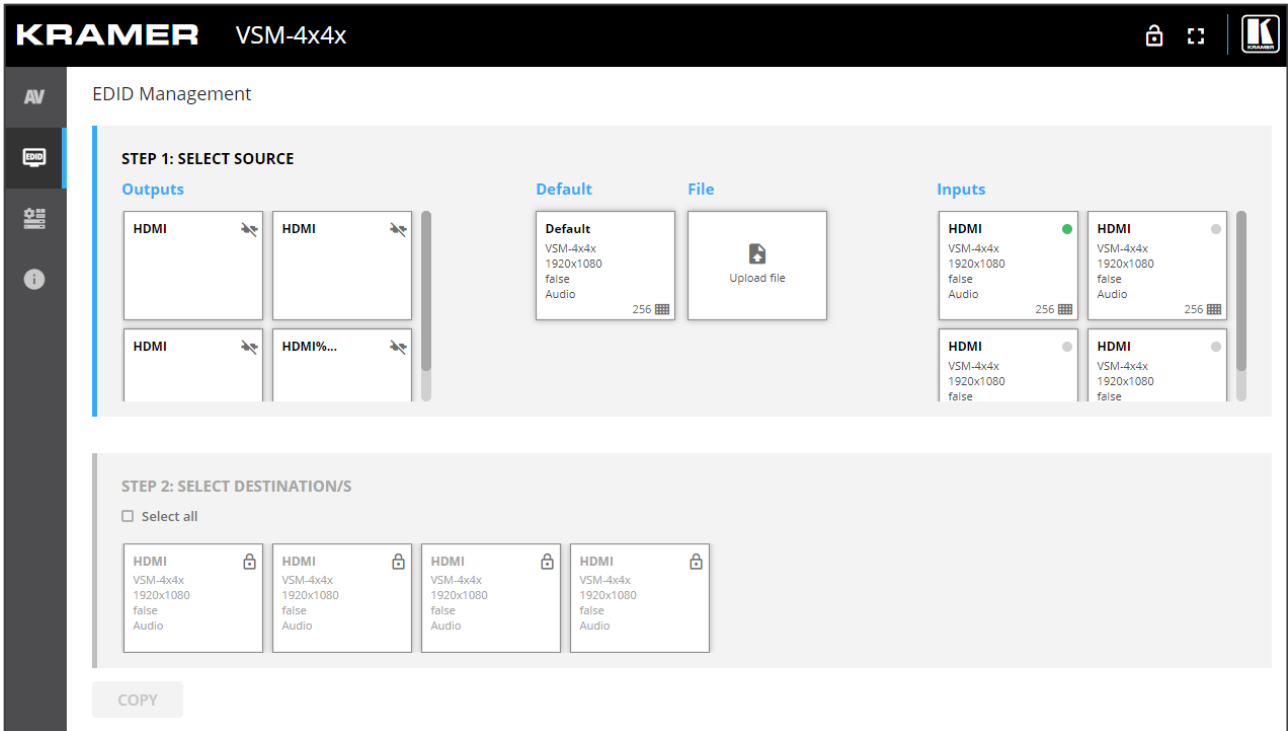 KRAMER VSM-4x4x
KRAMER
AV
EDID Management
EDID
STEP 1: SELECT SOURCE
Outputs
HDMI
HDMI
HDMI
HDMI%...
Default
Default
VSM-4x4x
1920x1080
false
Audio
256
File
Upload file
Inputs
HDMI
VSM-4x4x
1920x1080
false
Audio
256
HDMI
VSM-4x4x
1920x1080
false
Audio
256
HDMI
VSM-4x4x
1920x1080
false
HDMI
VSM-4x4x
1920x1080
false
STEP 2: SELECT DESTINATION/S
Select all
HDMI
VSM-4x4x
1920x1080
false
Audio
HDMI
VSM-4x4x
1920x1080
false
Audio
HDMI
VSM-4x4x
1920x1080
false
Audio
HDMI
VSM-4x4x
1920x1080
false
Audio
COPY